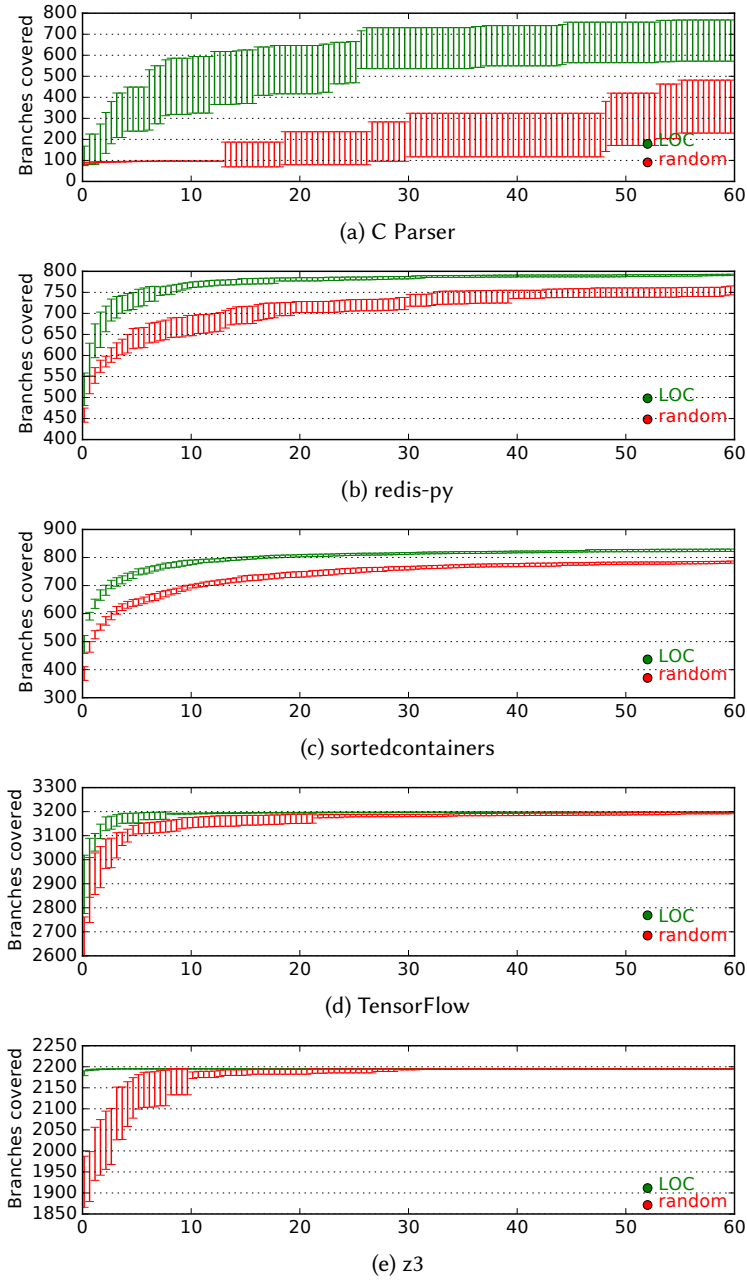 800
700
600
500
400
300
200
100
0
Branches covered
LOC
random
0 10 20 30 40 50 60
(a) C Parser
800
750
700
650
600
550
500
450
400
Branches covered
LOC
random
0 10 20 30 40 50 60
(b) redis-py
900
800
700
600
500
400
300
Branches covered
LOC
random
0 10 20 30 40 50 60
(c) sortedcontainers
3300
3200
3100
3000
2900
2800
2700
2600
Branches covered
LOC
random
0 10 20 30 40 50 60
(d) TensorFlow
2250
2200
2150
2100
2050
2000
1950
1900
1850
Branches covered
LOC
random
0 10 20 30 40 50 60
(e) z3